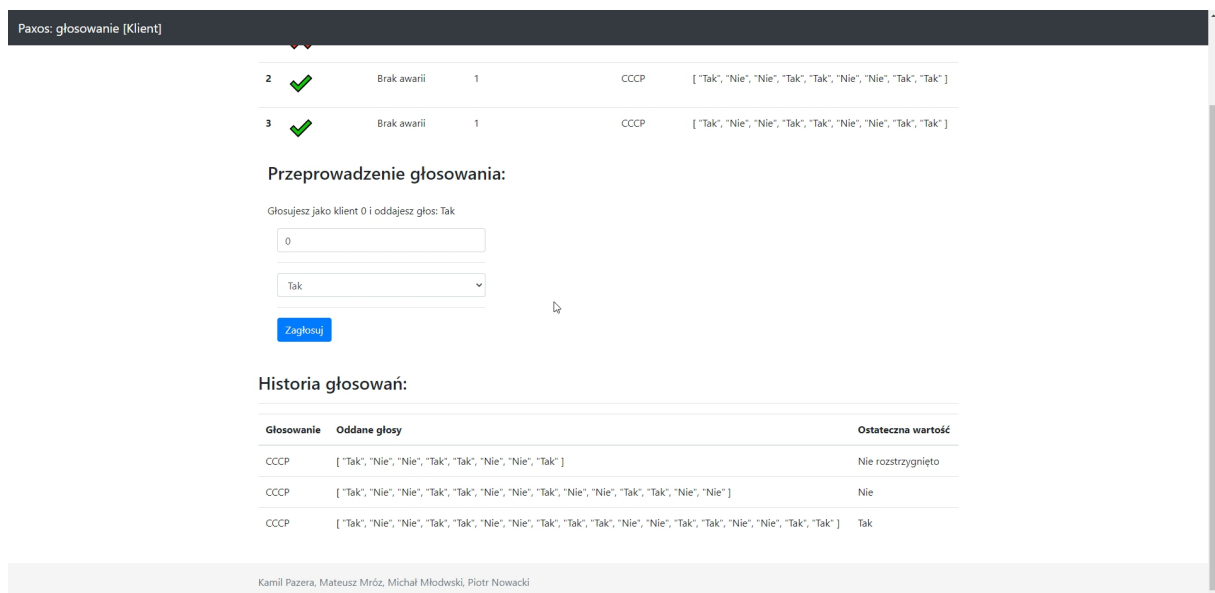 Paxos: głosowanie [Klient]
2 Brak awarii 1 CCCP [ "Tak", "Nie", "Nie", "Tak", "Tak", "Nie", "Nie", "Tak", "Tak" ]
3 Brak awarii 1 CCCP [ "Tak", "Nie", "Nie", "Tak", "Tak", "Nie", "Nie", "Tak", "Tak" ]
Przeprowadzenie głosowania:
Głosujesz jako klient 0 i oddajesz głos: Tak
0
Tak
Zagłosuj
Historia głosowań:
Głosowanie Oddane głosy Ostateczna wartość
CCCP [ "Tak", "Nie", "Nie", "Tak", "Tak", "Nie", "Nie", "Tak" ] Nie rozstrzygnięto
CCCP [ "Tak", "Nie", "Nie", "Tak", "Tak", "Nie", "Nie", "Tak", "Nie", "Nie", "Tak", "Tak", "Nie", "Nie" ] Nie
CCCP [ "Tak", "Nie", "Nie", "Tak", "Tak", "Nie", "Nie", "Tak", "Tak", "Tak", "Nie", "Nie", "Tak", "Tak", "Nie", "Nie", "Tak", "Tak" ] Tak
Kamil Pazera, Mateusz Mróz, Michał Młodwski, Piotr Nowacki